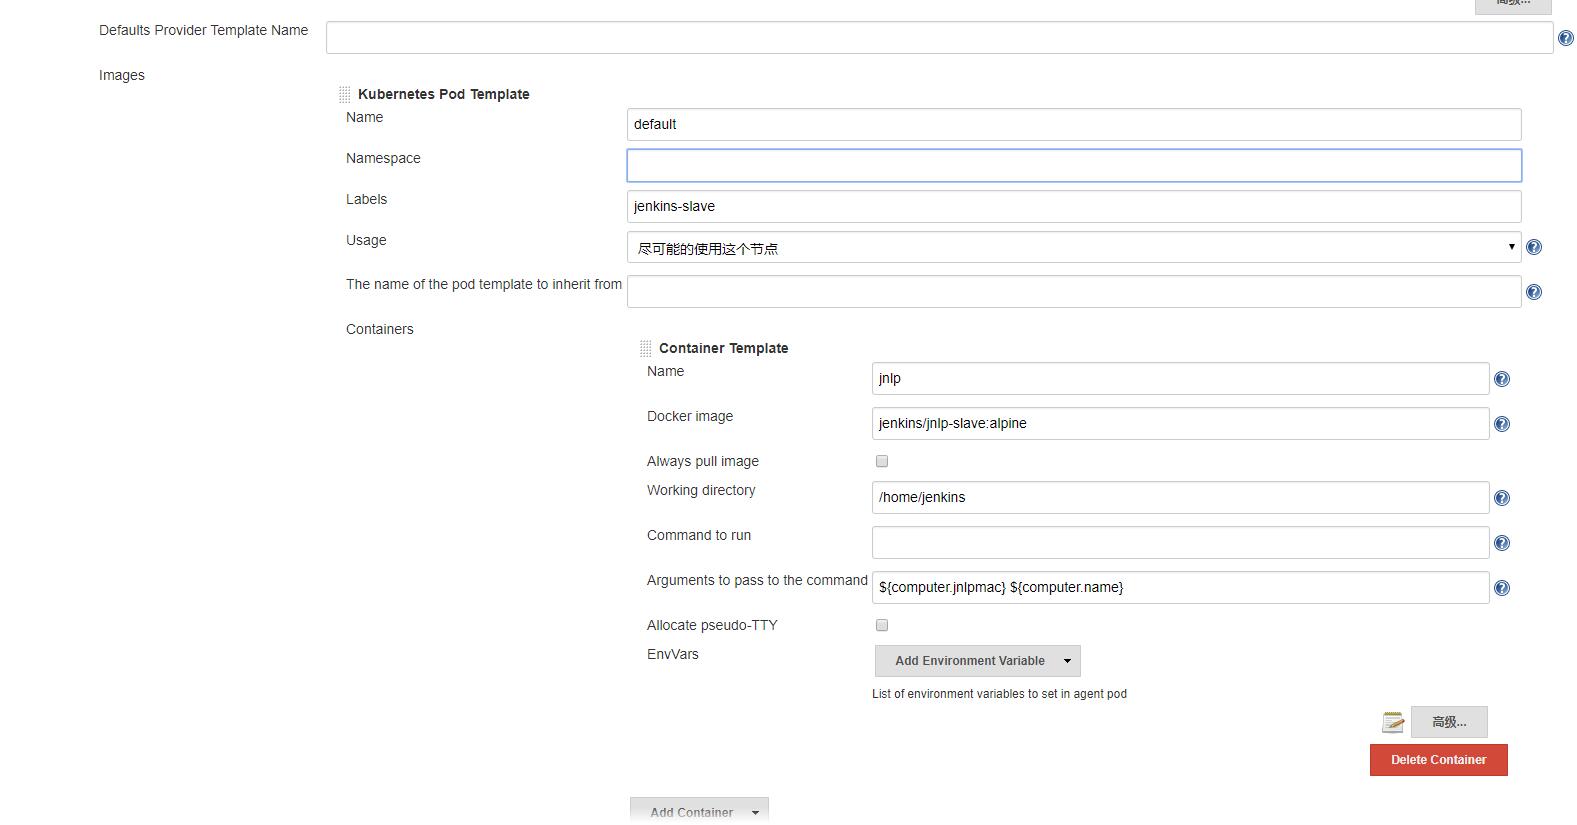 高级...
Defaults Provider Template Name
Images
Kubernetes Pod Template
Name
default
Namespace
Labels
jenkins-slave
Usage
尽可能的使用这个节点
The name of the pod template to inherit from
Containers
Container Template
Name
jnlp
Docker image
jenkins/jnlp-slave:alpine
Always pull image
Working directory
/home/jenkins
Command to run
Arguments to pass to the command
${computer.jnlpmac} ${computer.name}
Allocate pseudo-TTY
EnvVars
Add Environment Variable
List of environment variables to set in agent pod
高级...
Delete Container
Add Container